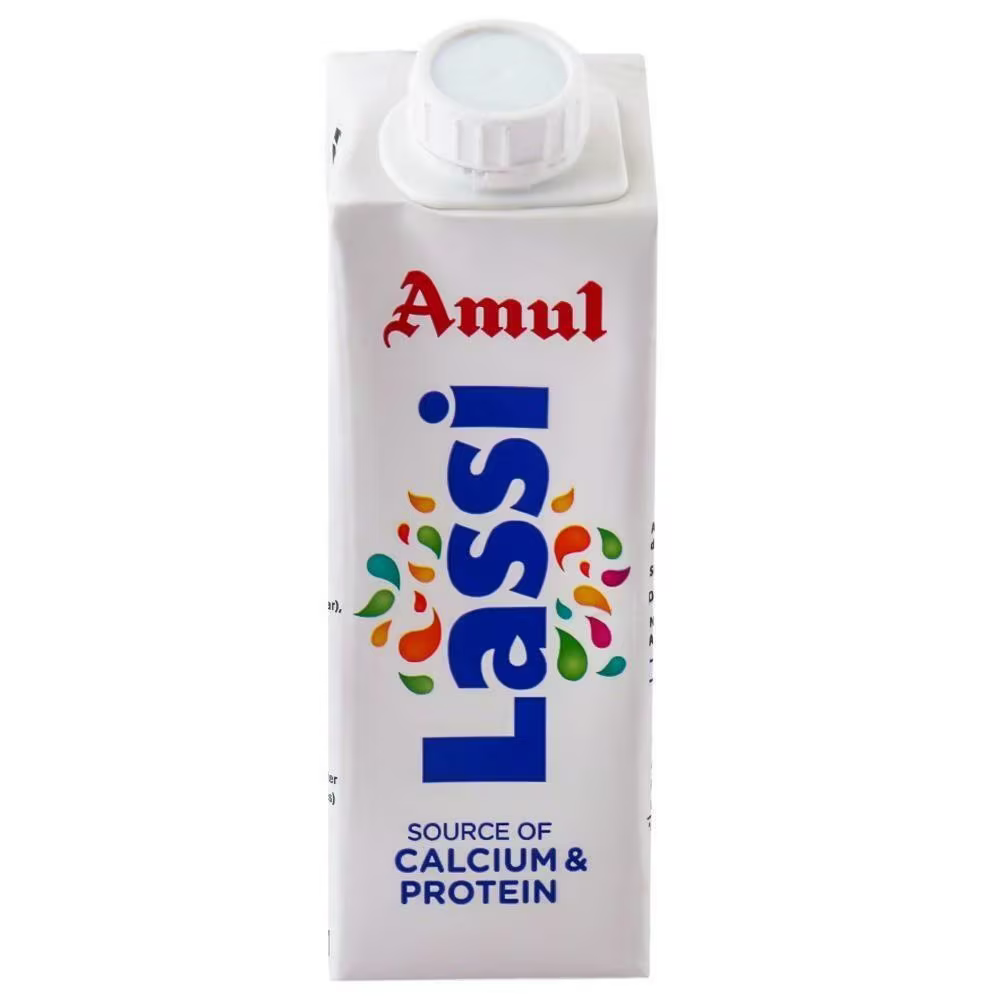 Amul
Lassi
SOURCE OF
CALCIUM &
PROTEIN